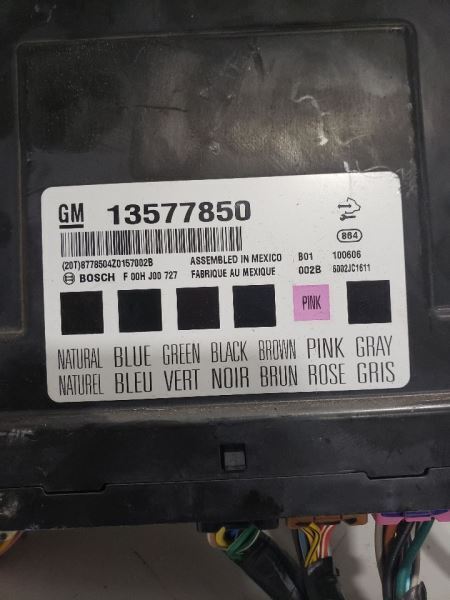 GM 13577850
864
(20T)8778504Z0157002B ASSEMBLED IN MEXICO B01 100606
BOSCH F 00H J00 727 FABRIQUE AU MEXIQUE 002B 6D02JC1611
PINK
NATURAL BLUE GREEN BLACK BROWN PINK GRAY
NATUREL BLEU VERT NOIR BRUN ROSE GRIS